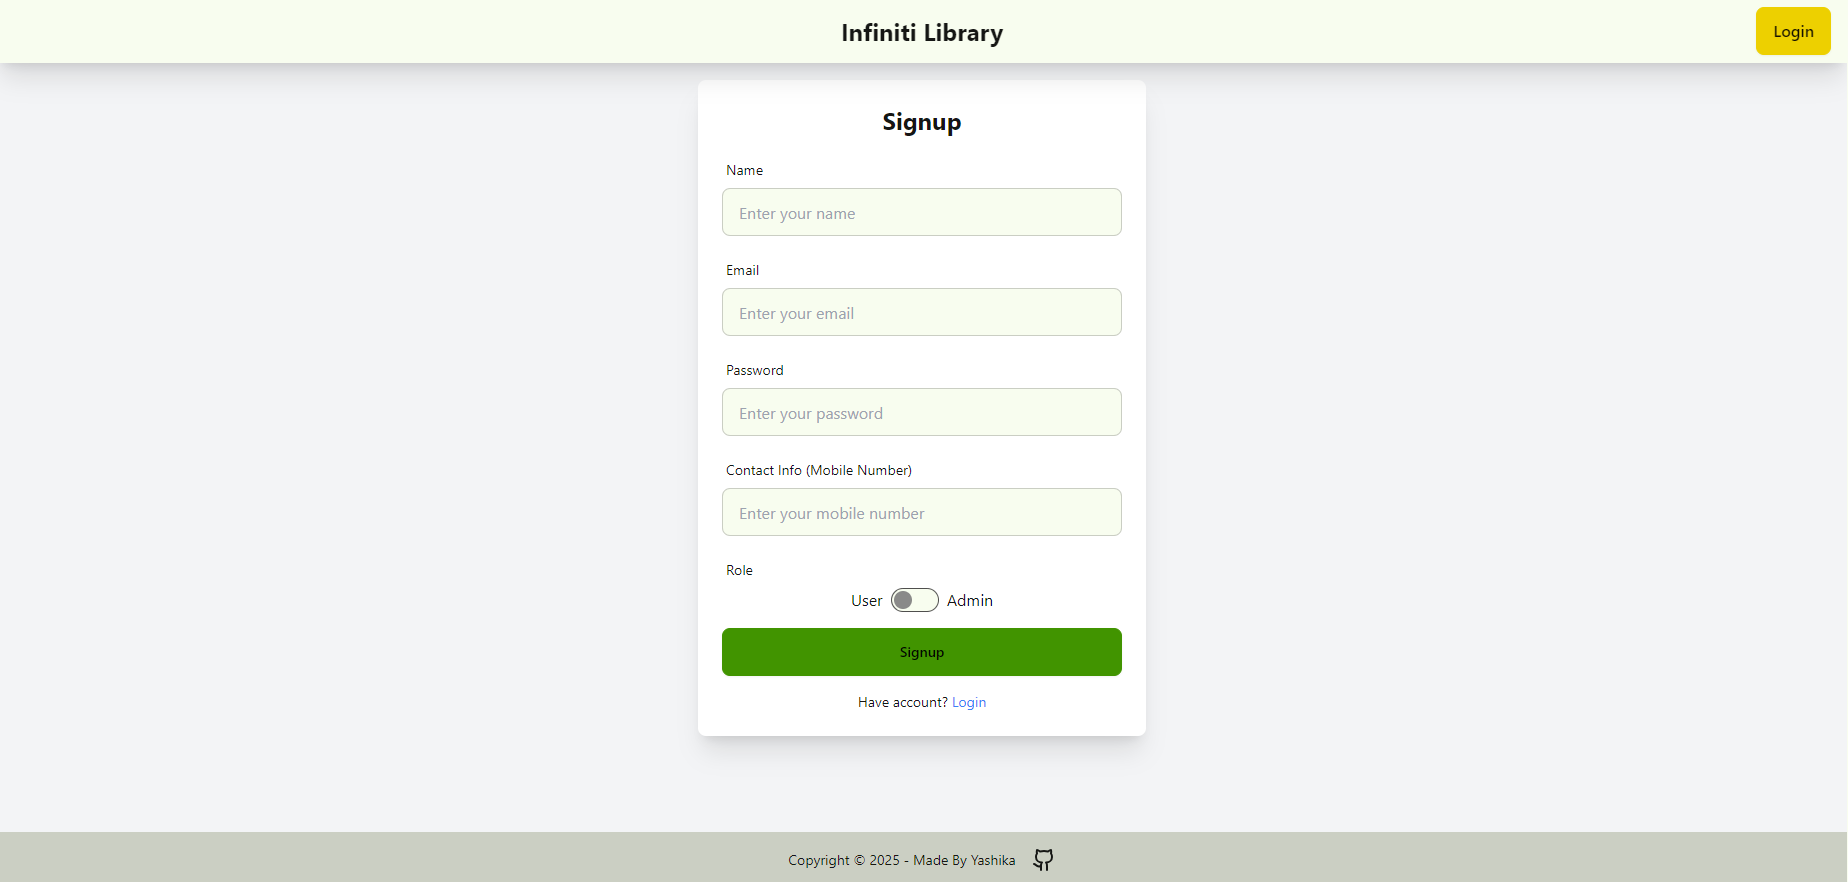 Infiniti Library
Login
Signup
Name
Enter your name
Email
Enter your email
Password
Enter your password
Contact Info (Mobile Number)
Enter your mobile number
Role
User Admin
Signup
Have account? Login
Copyright © 2025 - Made By Yashika